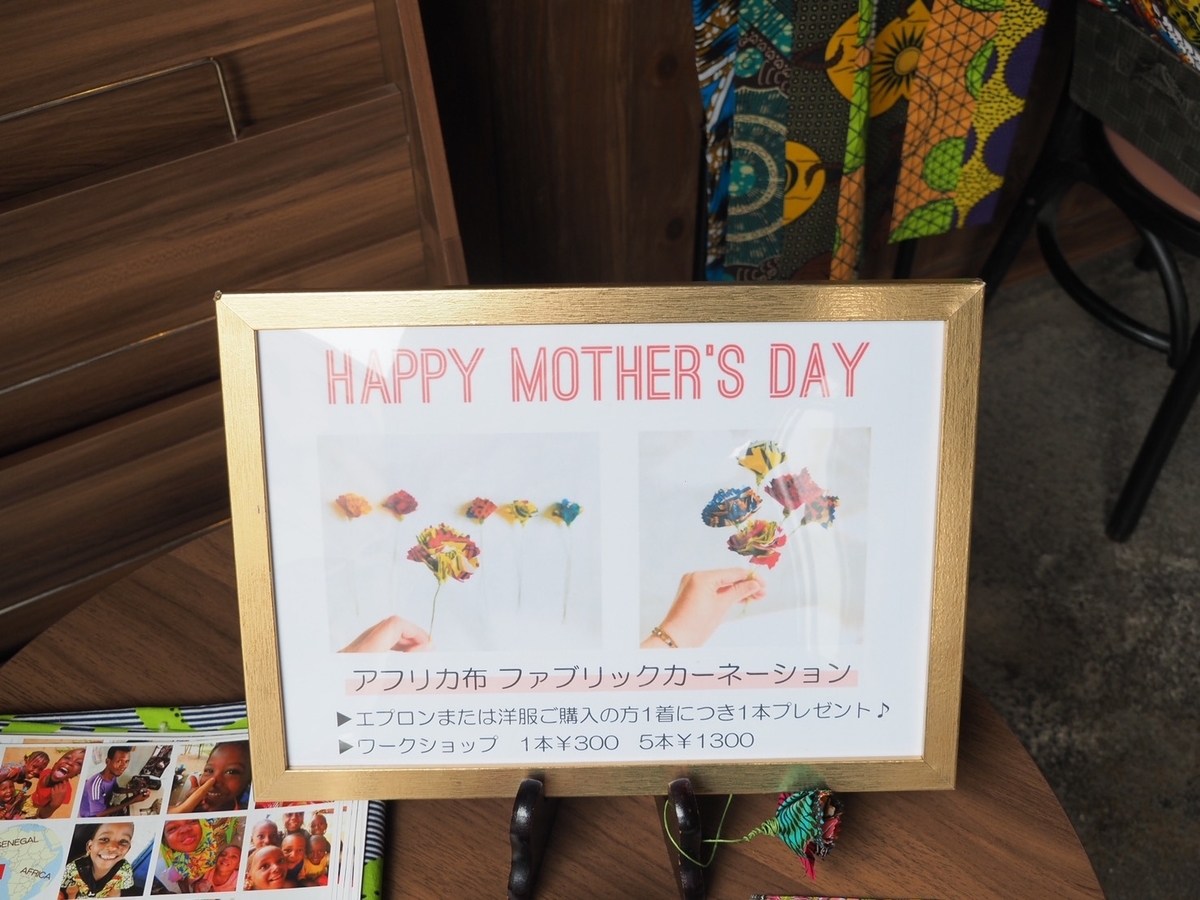 HAPPY MOTHER'S DAY
アフリカ布 ファブリックカーネーション
▶エプロンまたは洋服ご購入の方1着につき1本プレゼント♪
▶ワークショップ 1本¥300 5本¥1300
SENEGAL
AFRICA